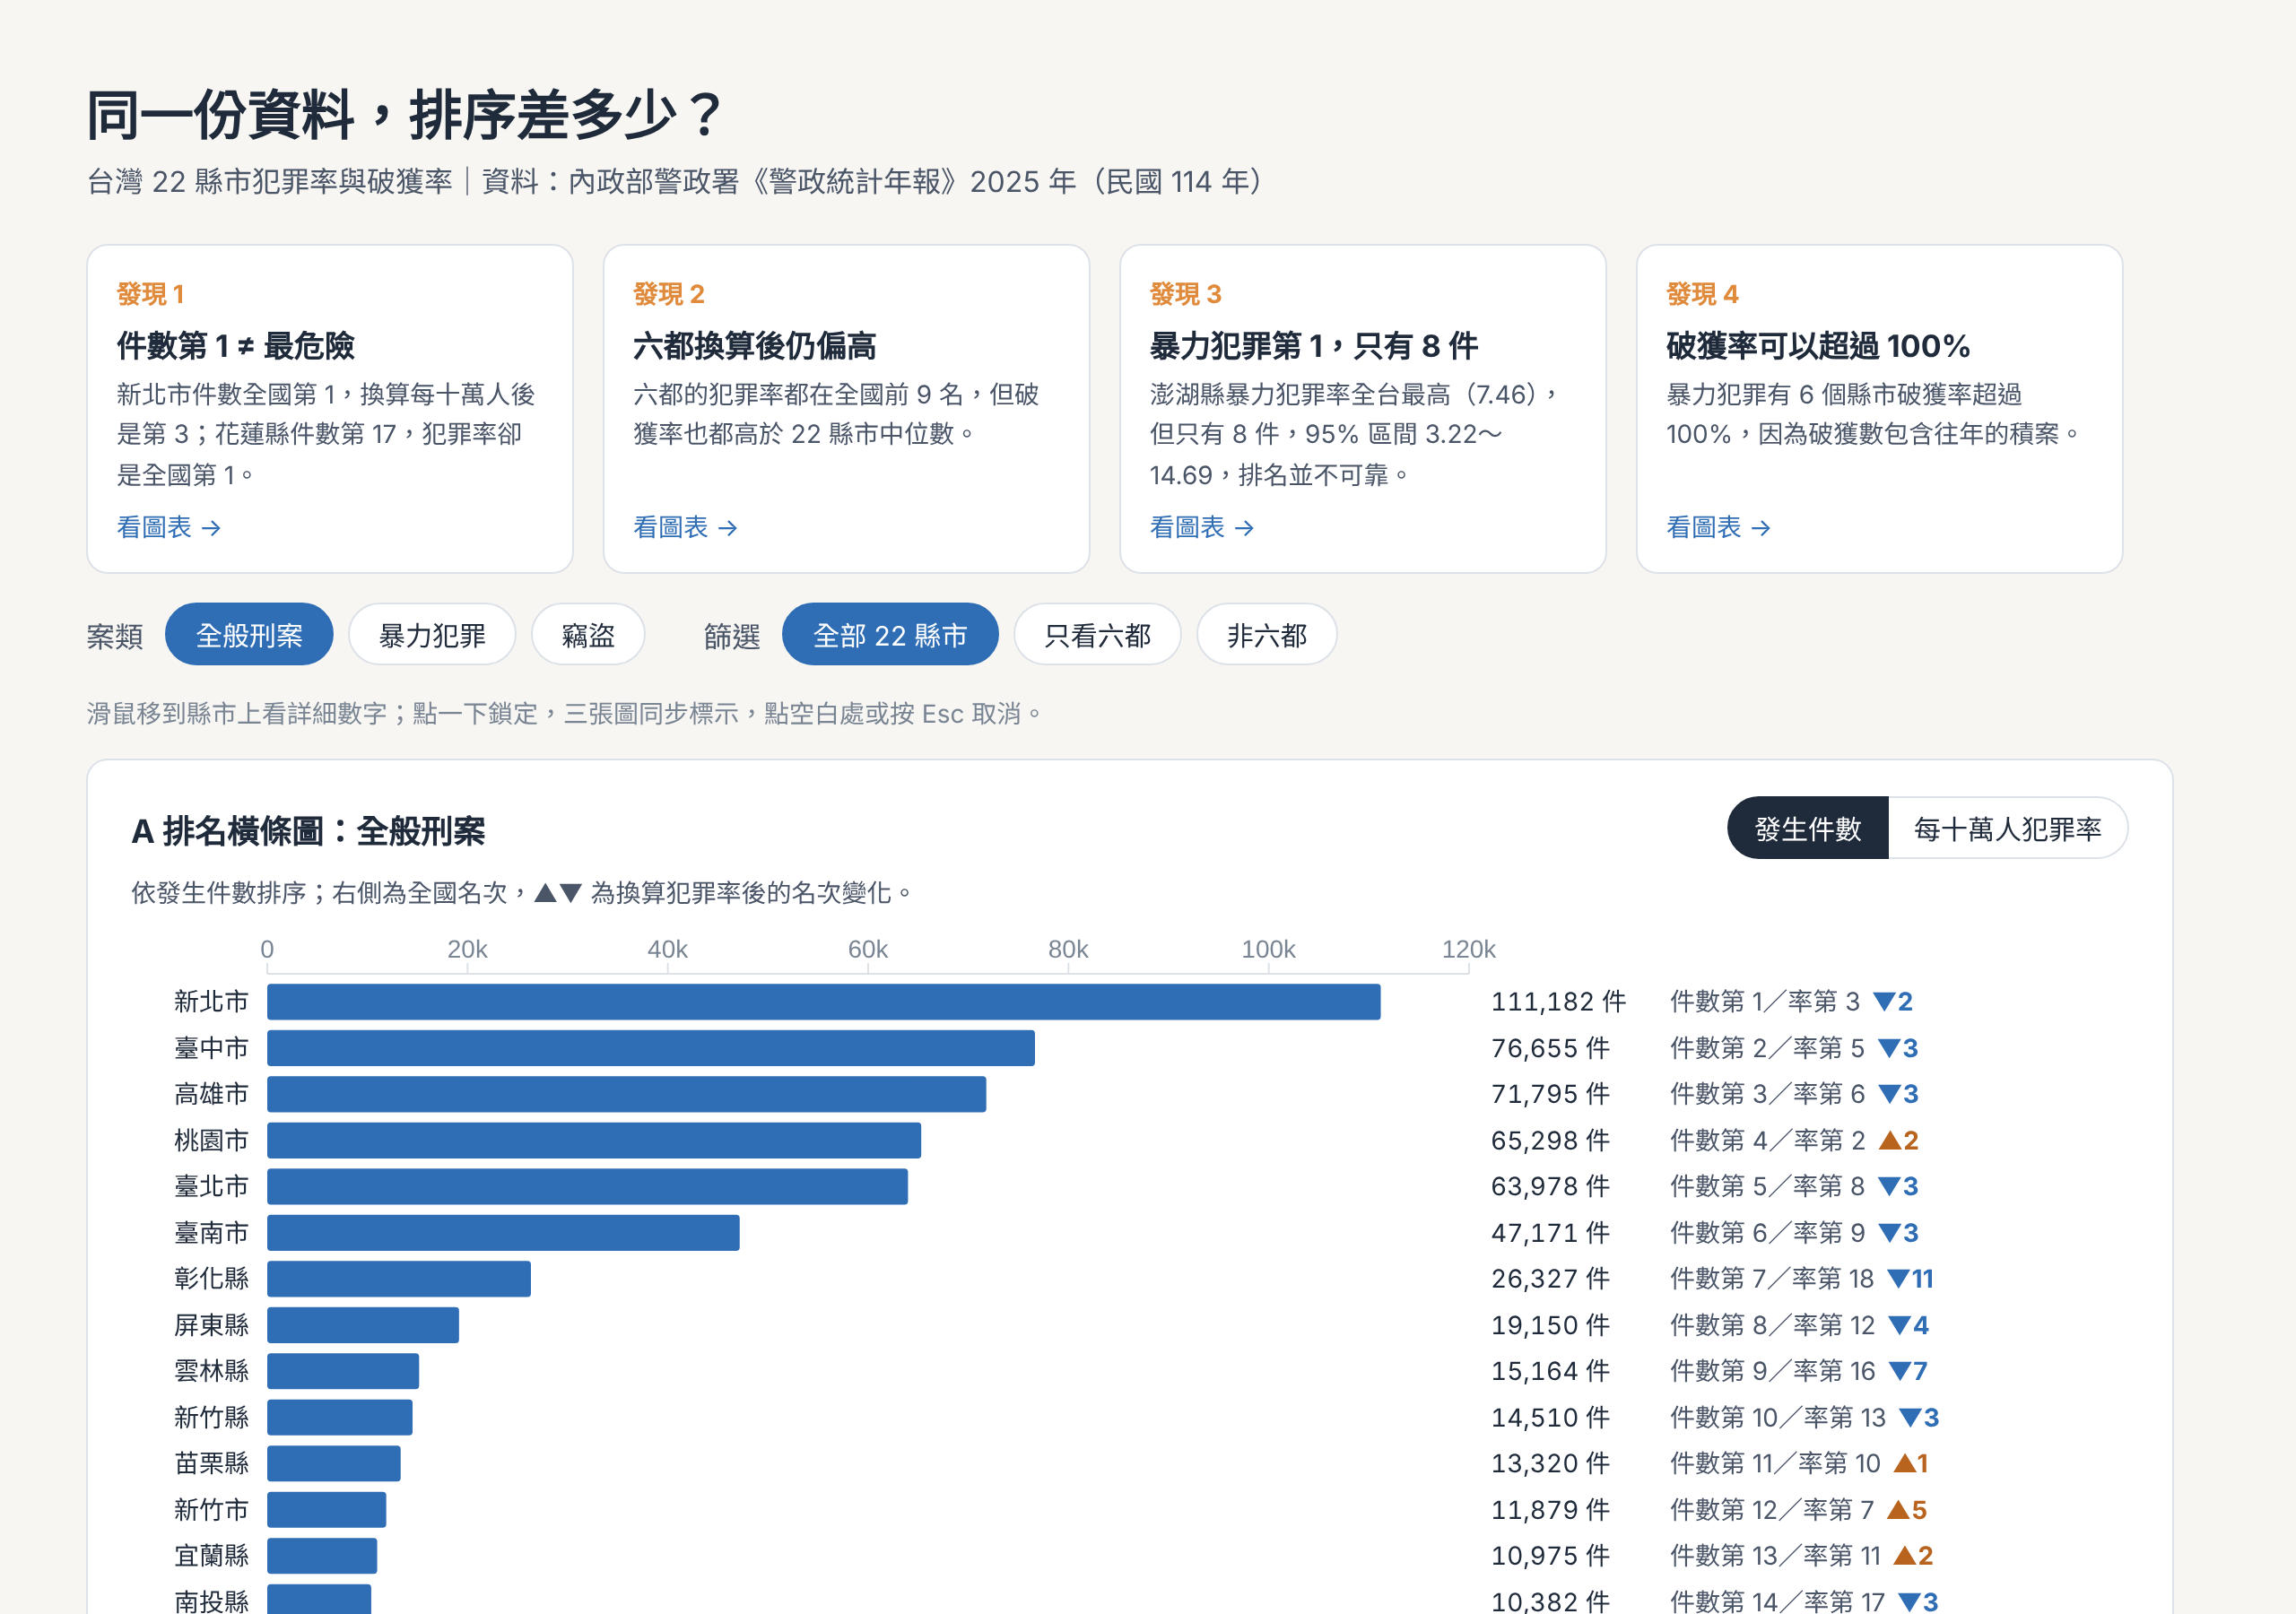 同一份資料，排序差多少？
台灣 22 縣市犯罪率與破獲率｜資料：內政部警政署《警政統計年報》2025 年（民國 114 年）
發現 1
件數第 1 ≠ 最危險
新北市件數全國第 1，換算每十萬人後
是第 3；花蓮縣件數第 17，犯罪率卻
是全國第 1。
看圖表 →
發現 2
六都換算後仍偏高
六都的犯罪率都在全國前 9 名，但破
獲率也都高於 22 縣市中位數。
看圖表 →
發現 3
暴力犯罪第 1，只有 8 件
澎湖縣暴力犯罪率全台最高（7.46），
但只有 8 件，95% 區間 3.22～
14.69，排名並不可靠。
看圖表 →
發現 4
破獲率可以超過 100%
暴力犯罪有 6 個縣市破獲率超過
100%，因為破獲數包含往年的積案。
看圖表 →
案類 全般刑案 暴力犯罪 竊盜 篩選 全部 22 縣市 只看六都 非六都
滑鼠移到縣市上看詳細數字；點一下鎖定，三張圖同步標示，點空白處或按 Esc 取消。
A 排名橫條圖：全般刑案 發生件數 每十萬人犯罪率
依發生件數排序；右側為全國名次，▲▼ 為換算犯罪率後的名次變化。
0 20k 40k 60k 80k 100k 120k
新北市 111,182 件 件數第 1／率第 3 ▼2
臺中市 76,655 件 件數第 2／率第 5 ▼3
高雄市 71,795 件 件數第 3／率第 6 ▼3
桃園市 65,298 件 件數第 4／率第 2 ▲2
臺北市 63,978 件 件數第 5／率第 8 ▼3
臺南市 47,171 件 件數第 6／率第 9 ▼3
彰化縣 26,327 件 件數第 7／率第 18 ▼11
屏東縣 19,150 件 件數第 8／率第 12 ▼4
雲林縣 15,164 件 件數第 9／率第 16 ▼7
新竹縣 14,510 件 件數第 10／率第 13 ▼3
苗栗縣 13,320 件 件數第 11／率第 10 ▲1
新竹市 11,879 件 件數第 12／率第 7 ▲5
宜蘭縣 10,975 件 件數第 13／率第 11 ▲2
南投縣 10,382 件 件數第 14／率第 17 ▼3